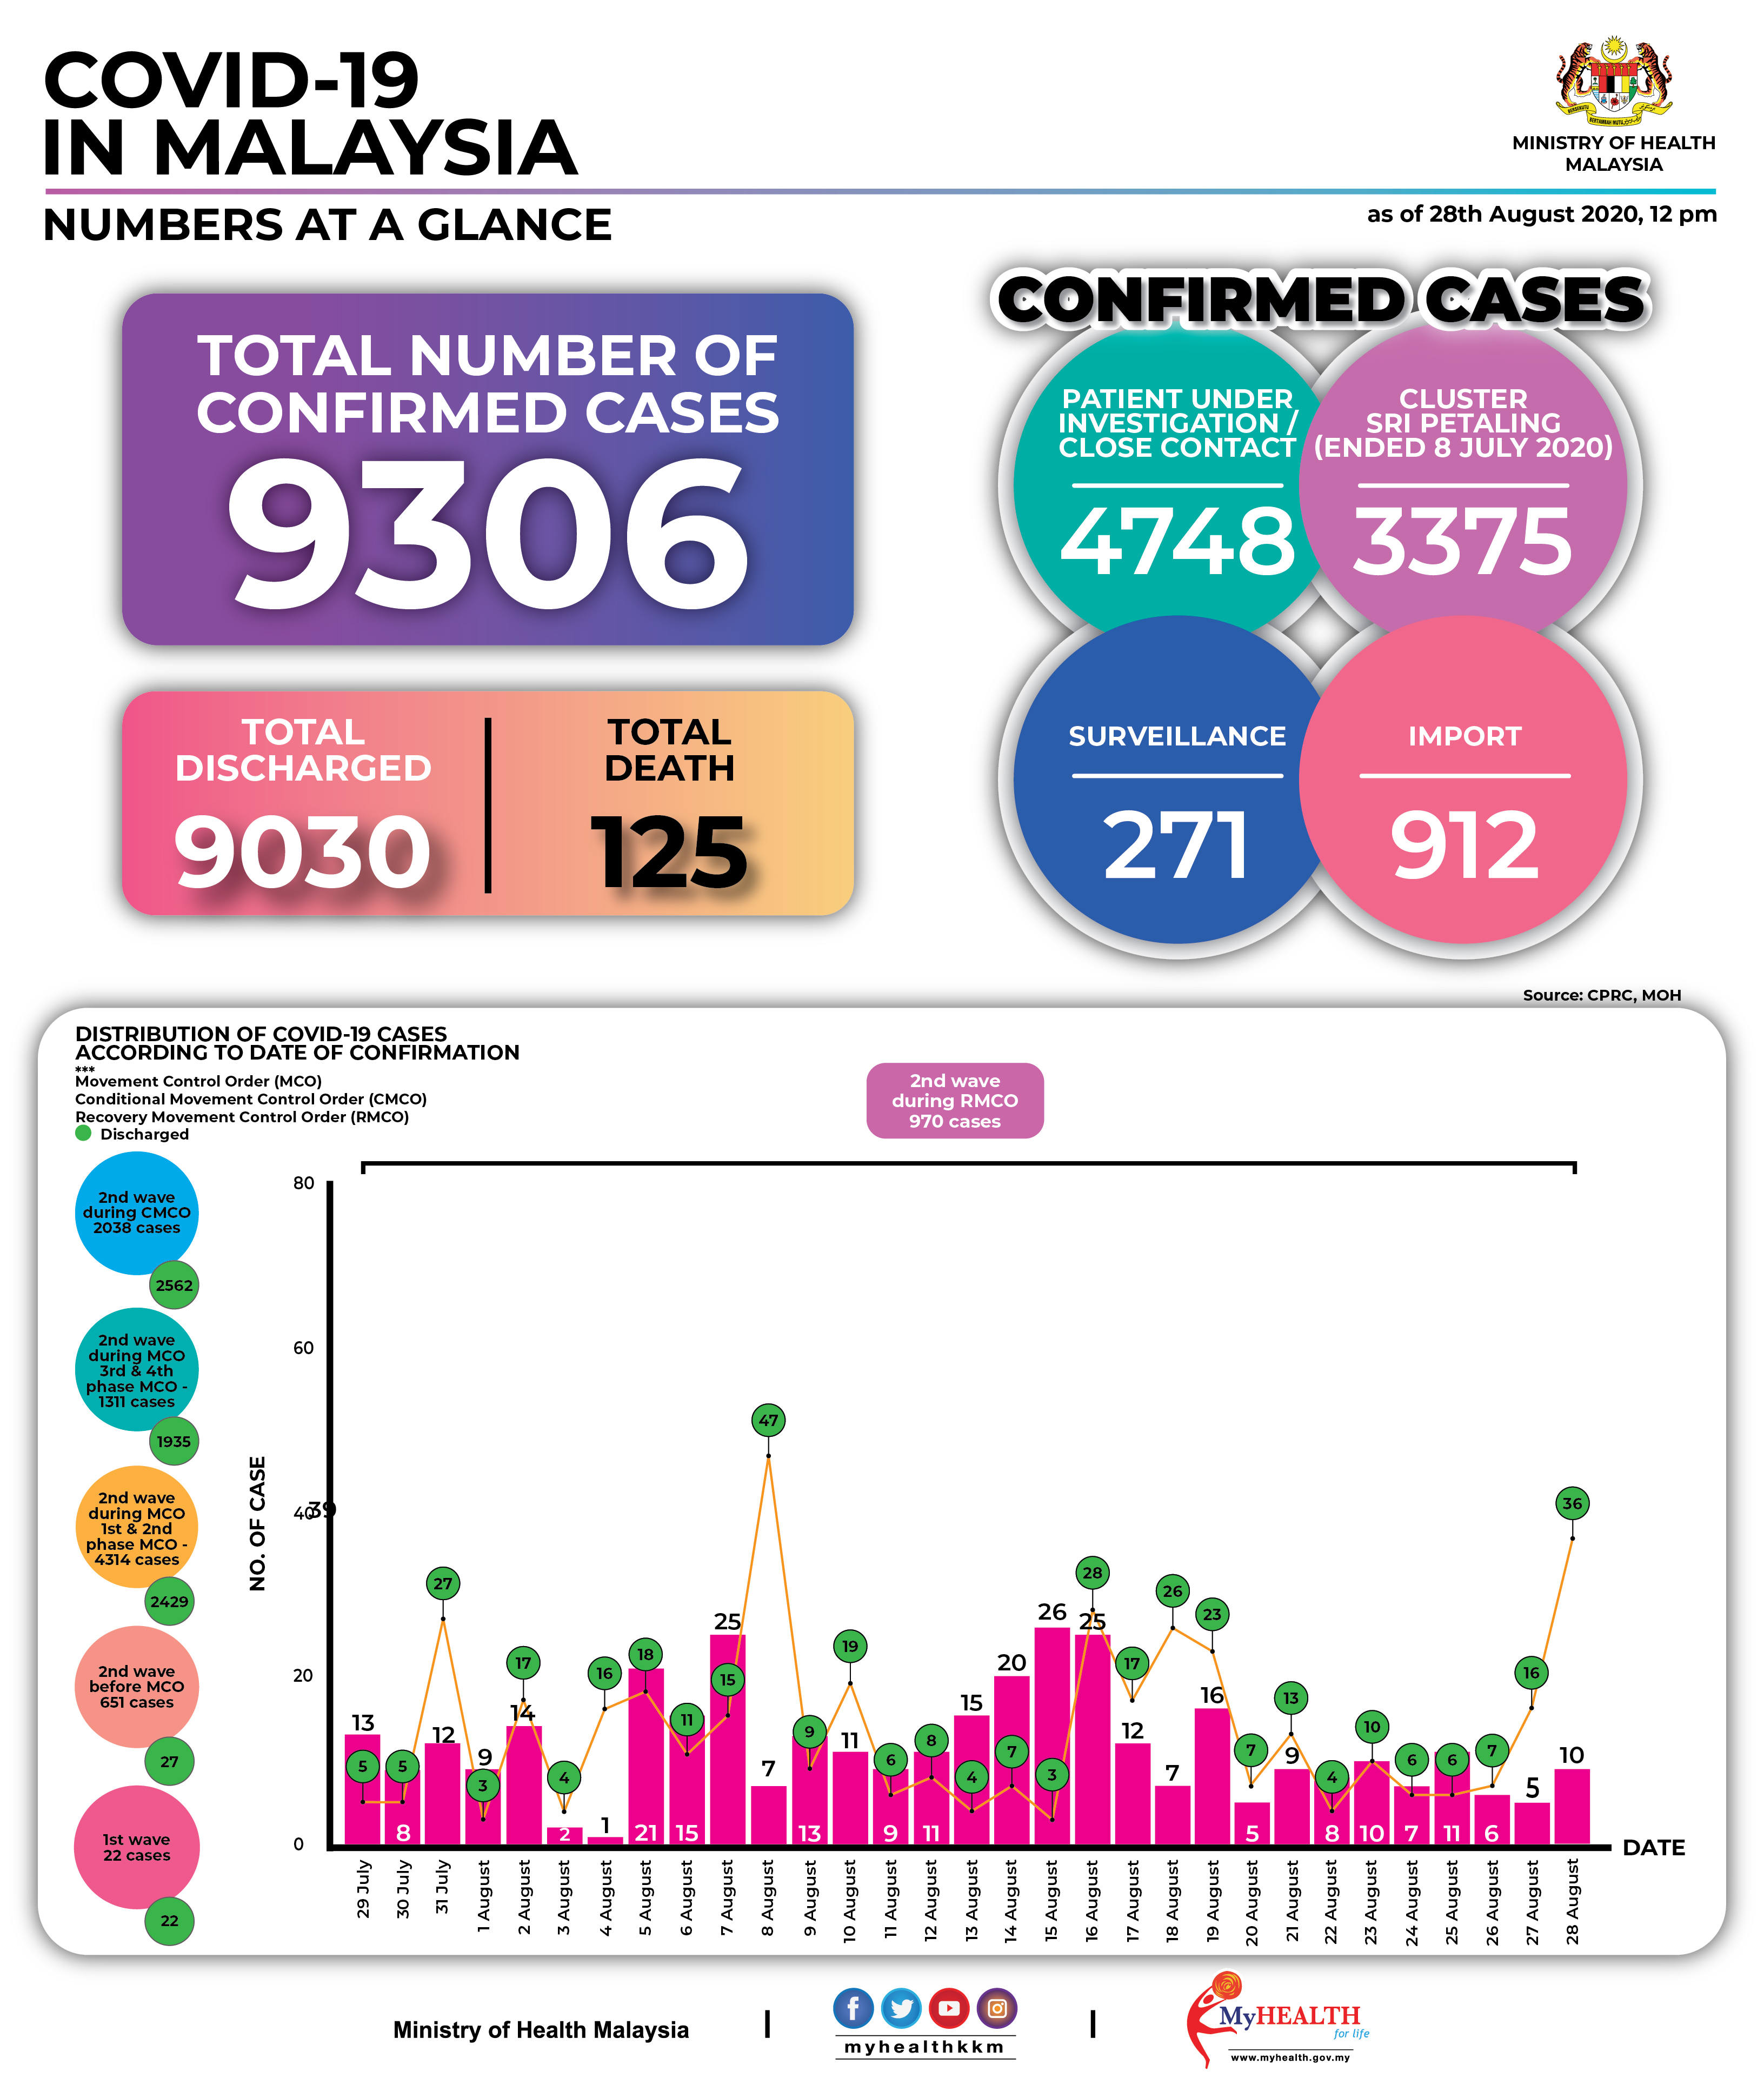 COVID-19
IN MALAYSIA
MINISTRY OF HEALTH
MALAYSIA
NUMBERS AT A GLANCE
as of 28th August 2020, 12 pm
TOTAL NUMBER OF
CONFIRMED CASES
9306
TOTAL
DISCHARGED
9030
TOTAL
DEATH
125
CONFIRMED CASES
PATIENT UNDER
INVESTIGATION /
CLOSE CONTACT
4748
CLUSTER
SRI PETALING
(ENDED 8 JULY 2020)
3375
SURVEILLANCE
271
IMPORT
912
Source: CPRC, MOH
DISTRIBUTION OF COVID-19 CASES
ACCORDING TO DATE OF CONFIRMATION
***
Movement Control Order (MCO)
Conditional Movement Control Order (CMCO)
Recovery Movement Control Order (RMCO)
Discharged
2nd wave
during RMCO
970 cases
2nd wave
during CMCO
2038 cases
2562
2nd wave
during MCO
3rd & 4th
phase MCO -
1311 cases
1935
2nd wave
during MCO
1st & 2nd
phase MCO -
4314 cases
2429
2nd wave
before MCO
651 cases
27
1st wave
22 cases
22
NO. OF CASE
80
60
40
39
20
0
13
5
5
8
27
12
9
3
17
14
4
2
16
1
18
21
11
15
25
15
47
7
9
13
19
11
6
9
8
11
15
4
20
7
26
3
28
25
17
12
26
7
23
16
7
5
13
9
4
8
10
10
6
7
6
11
7
6
16
5
36
10
DATE
29 July
30 July
31 July
1 August
2 August
3 August
4 August
5 August
6 August
7 August
8 August
9 August
10 August
11 August
12 August
13 August
14 August
15 August
16 August
17 August
18 August
19 August
20 August
21 August
22 August
23 August
24 August
25 August
26 August
27 August
28 August
Ministry of Health Malaysia
myhealthkkm
MyHEALTH
for life
www.myhealth.gov.my